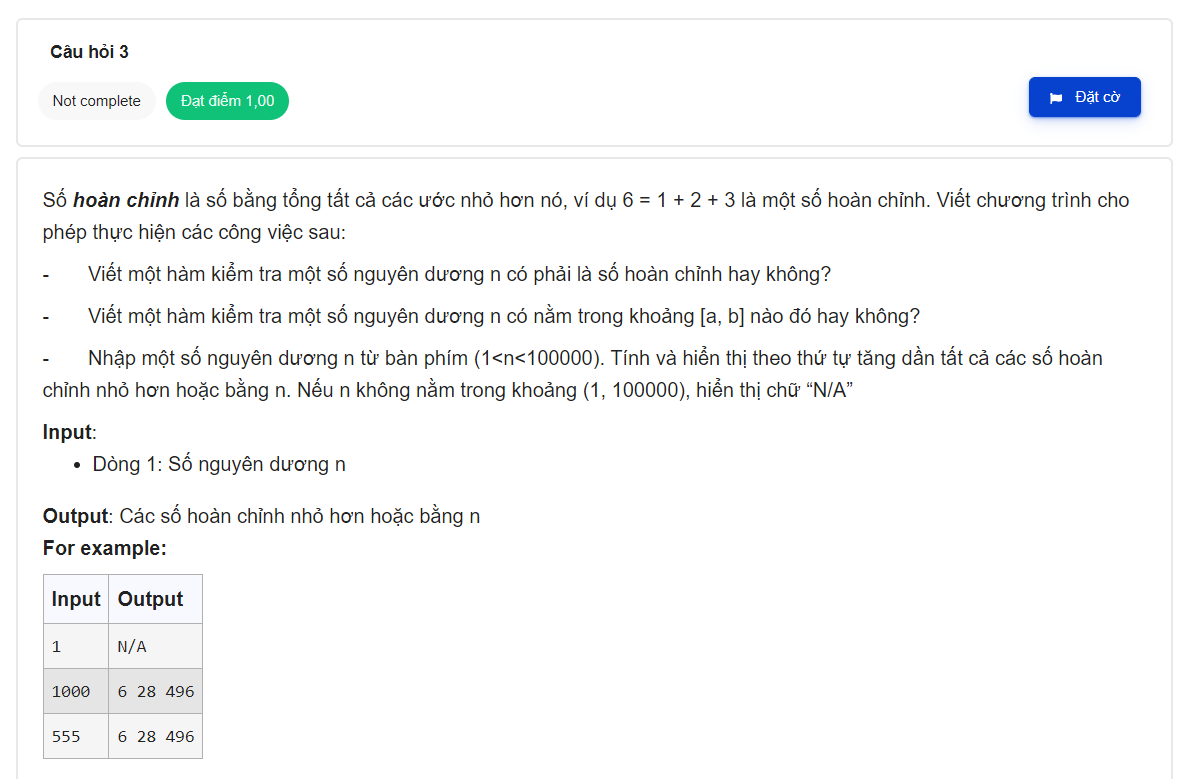 Câu hỏi 3
Not complete
Đạt điểm 1,00
Đặt cờ
Số hoàn chỉnh là số bằng tổng tất cả các ước nhỏ hơn nó, ví dụ 6 = 1 + 2 + 3 là một số hoàn chỉnh. Viết chương trình cho
phép thực hiện các công việc sau:
- Viết một hàm kiểm tra một số nguyên dương n có phải là số hoàn chỉnh hay không?
- Viết một hàm kiểm tra một số nguyên dương n có nằm trong khoảng [a, b] nào đó hay không?
- Nhập một số nguyên dương n từ bàn phím (1<n<100000). Tính và hiển thị theo thứ tự tăng dần tất cả các số hoàn
chỉnh nhỏ hơn hoặc bằng n. Nếu n không nằm trong khoảng (1, 100000), hiển thị chữ “N/A”
Input:
• Dòng 1: Số nguyên dương n
Output: Các số hoàn chỉnh nhỏ hơn hoặc bằng n
For example:
Input Output
1 N/A
1000 6 28 496
555 6 28 496